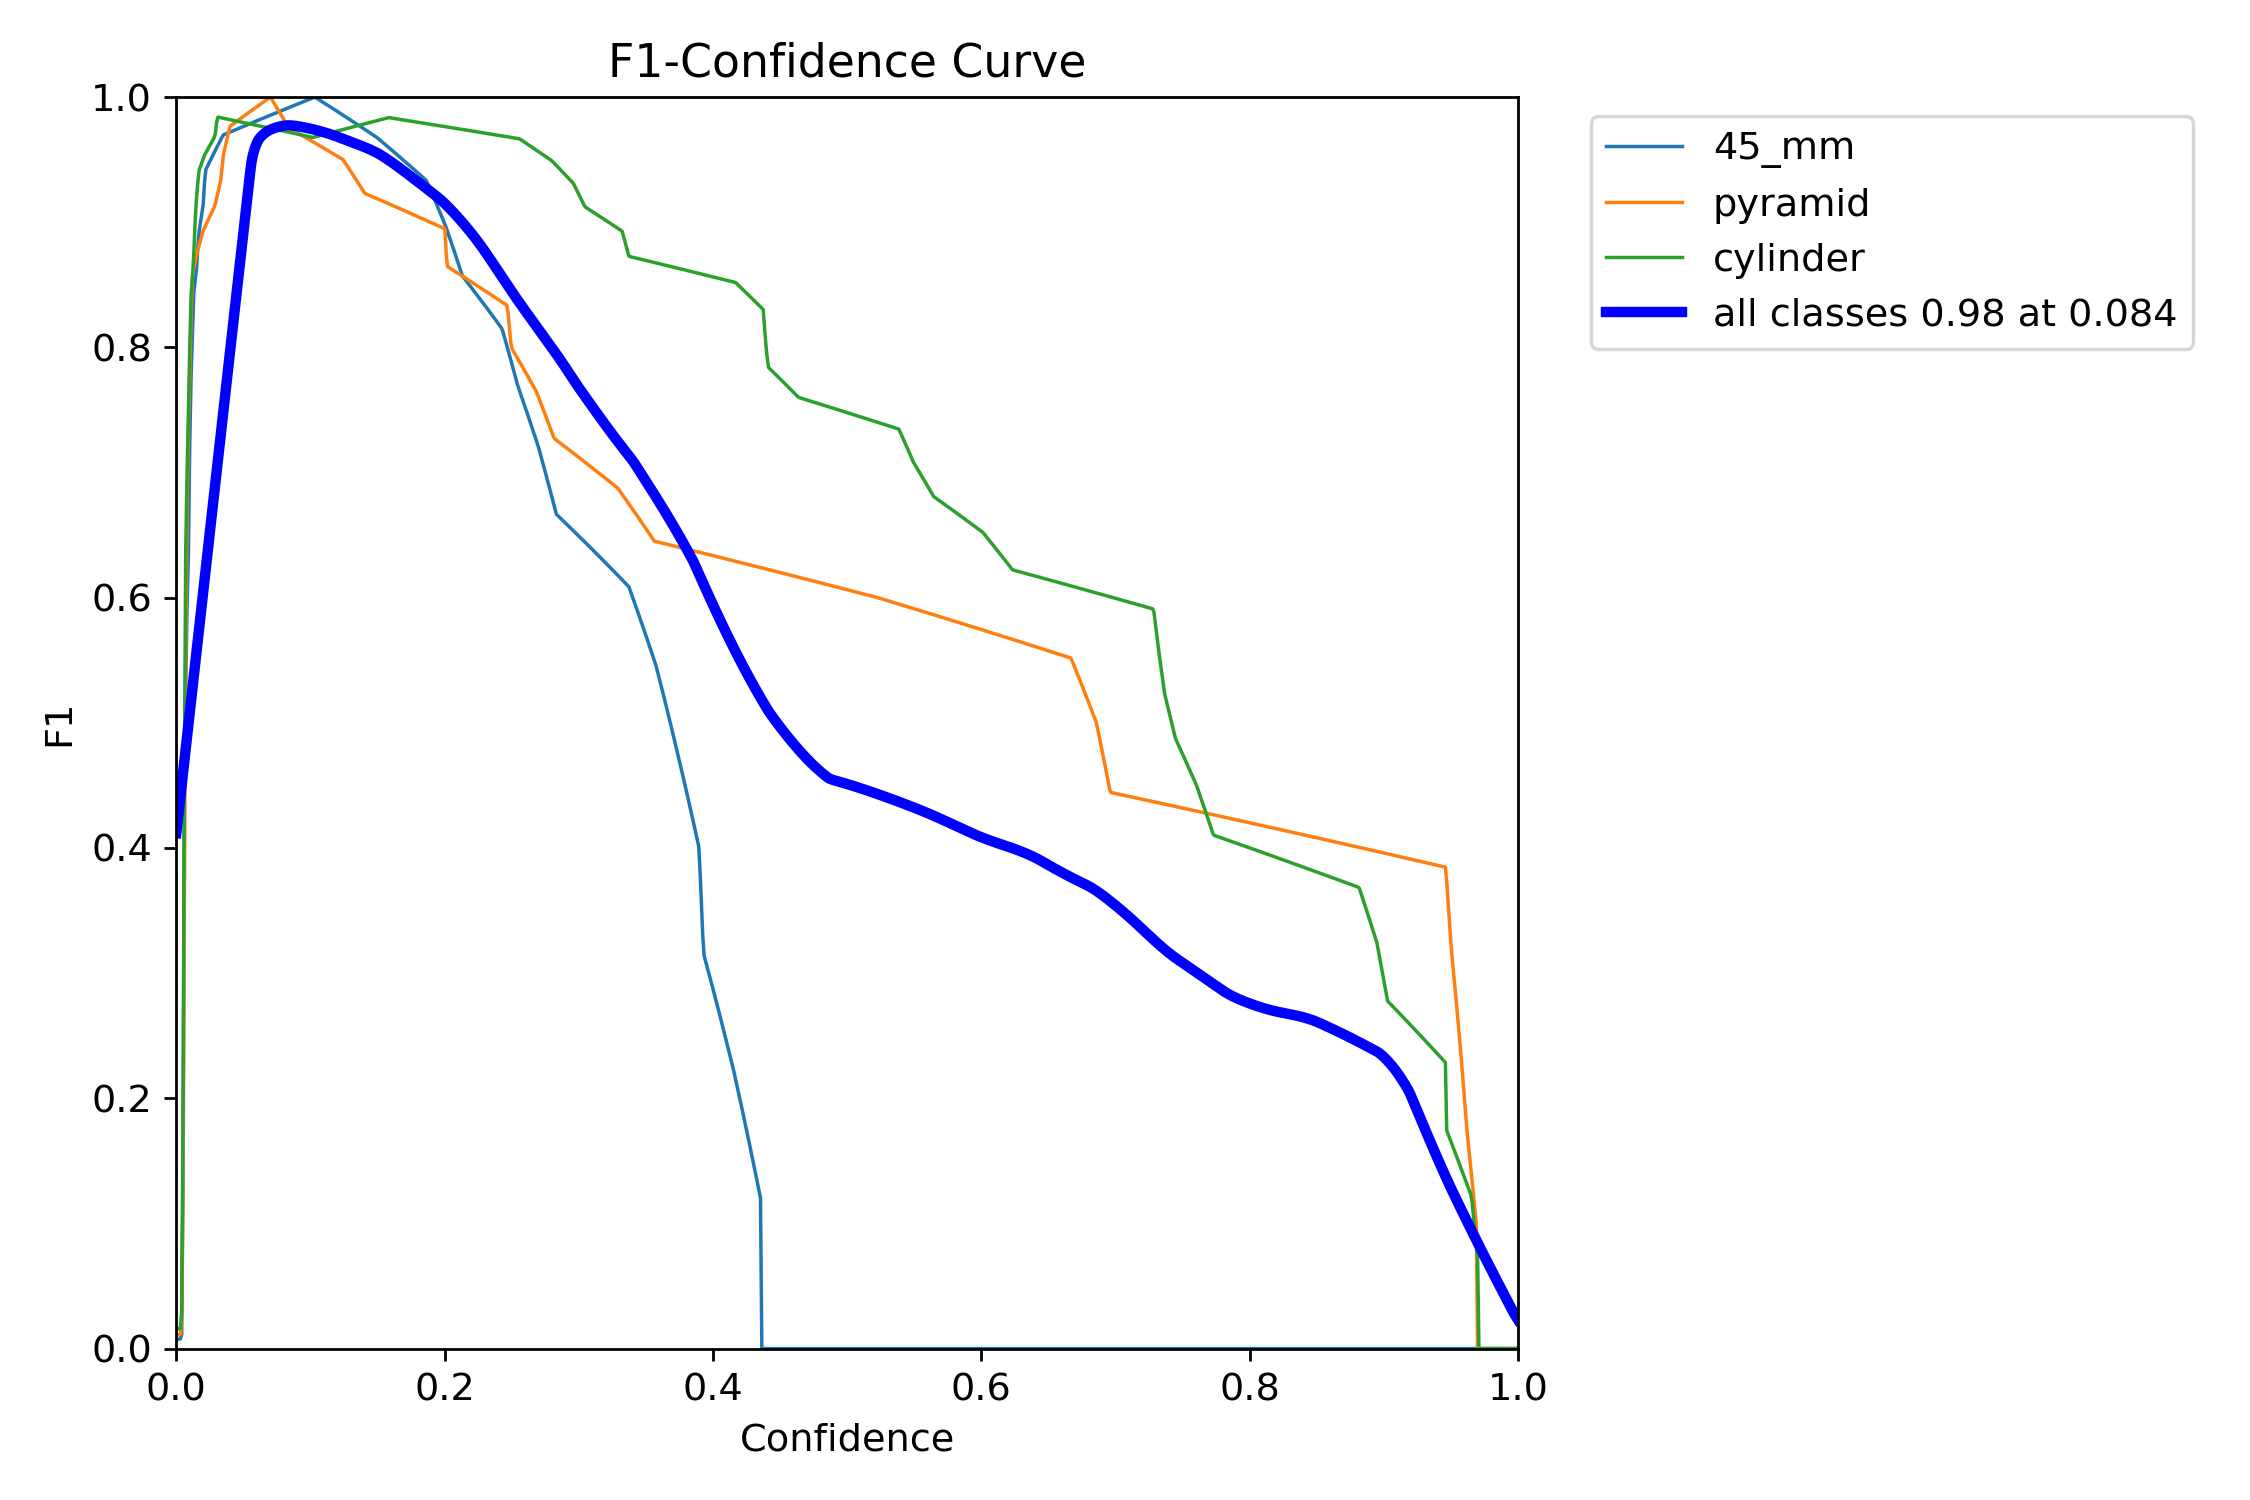 F1-Confidence Curve
1.0
0.8
0.6
0.4
0.2
0.0
F1
0.0 0.2 0.4 0.6 0.8 1.0
Confidence
45_mm
pyramid
cylinder
all classes 0.98 at 0.084